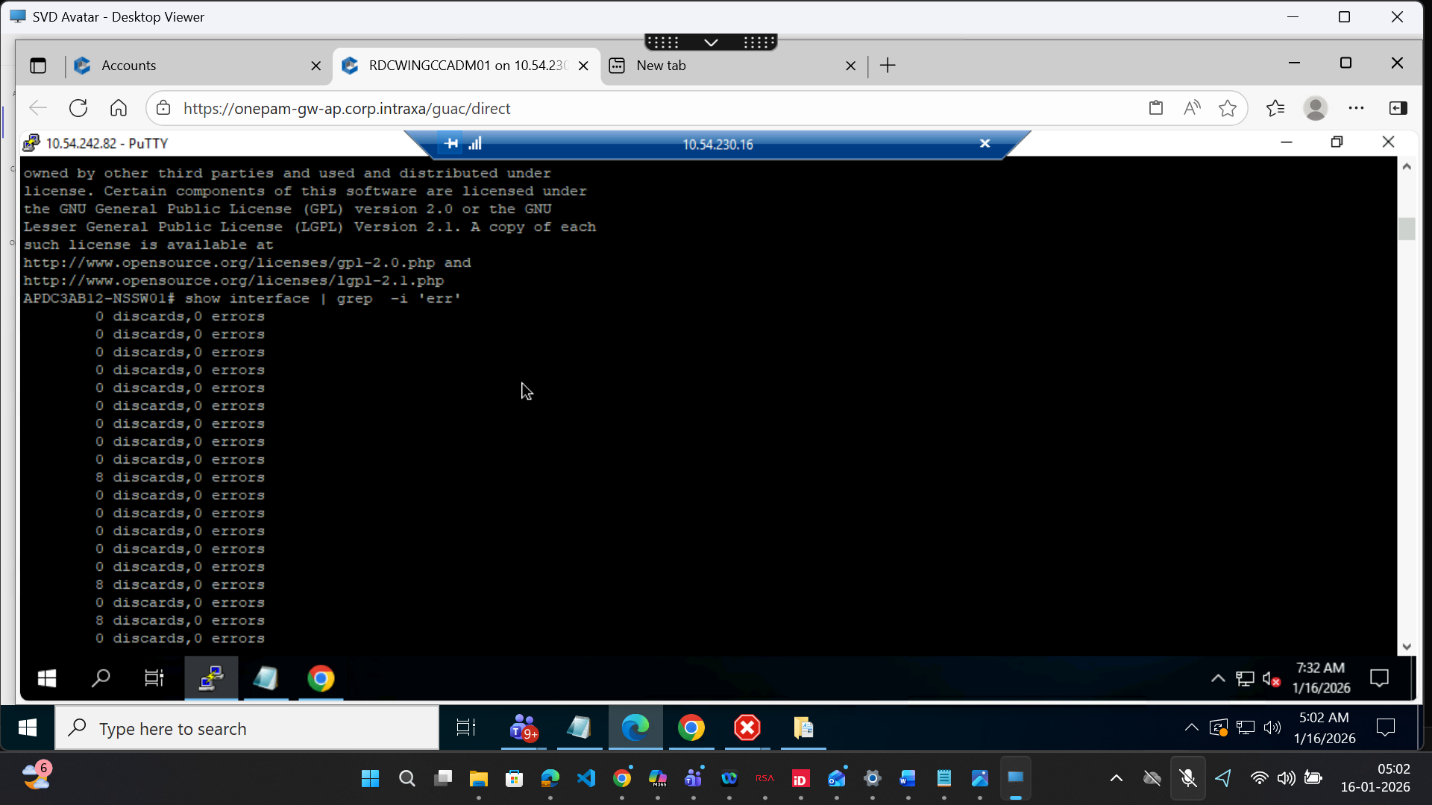 SVD Avatar - Desktop Viewer
Accounts
RDCWINGCCADM01 on 10.54.230
New tab
https://onepam-gw-ap.corp.intraxa/guac/direct
10.54.242.82 - PuTTY
10.54.230.16
owned by other third parties and used and distributed under
license. Certain components of this software are licensed under
the GNU General Public License (GPL) version 2.0 or the GNU
Lesser General Public License (LGPL) Version 2.1. A copy of each
such license is available at
http://www.opensource.org/licenses/gpl-2.0.php and
http://www.opensource.org/licenses/lgpl-2.1.php
APDC3AB12-NSSW01# show interface | grep  -i 'err'
0 discards,0 errors
0 discards,0 errors
0 discards,0 errors
0 discards,0 errors
0 discards,0 errors
0 discards,0 errors
0 discards,0 errors
0 discards,0 errors
0 discards,0 errors
8 discards,0 errors
0 discards,0 errors
0 discards,0 errors
0 discards,0 errors
0 discards,0 errors
0 discards,0 errors
8 discards,0 errors
0 discards,0 errors
8 discards,0 errors
0 discards,0 errors
7:32 AM
1/16/2026
Type here to search
9+
5:02 AM
1/16/2026
6
M365
RSA
iD
05:02
16-01-2026